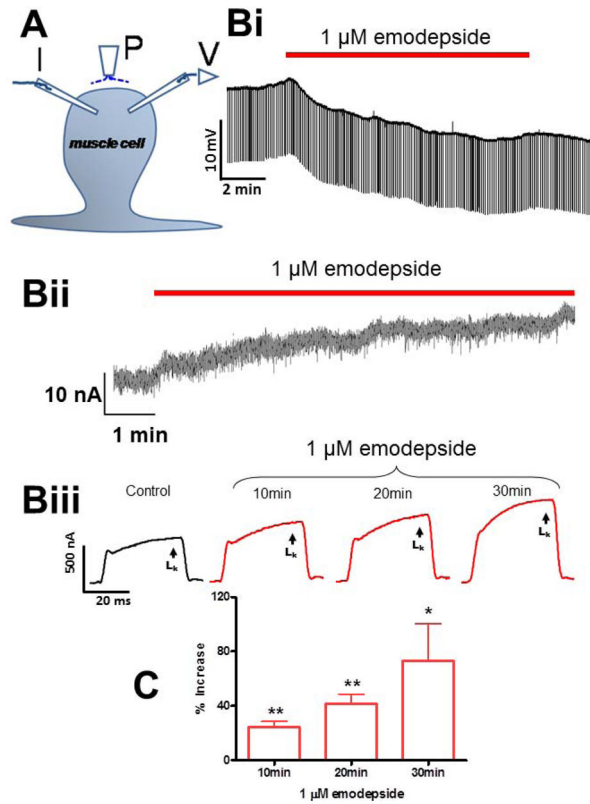 A
I
P
V
muscle cell
Bi
1 µM emodepside
10 mV
2 min
Bii
1 µM emodepside
10 nA
1 min
1 µM emodepside
Biii
Control
10min
20min
30min
500 nA
20 ms
Lk
Lk
Lk
Lk
C
% Increase
120
80
40
0
**
**
*
10min
20min
30min
1 µM emodepside